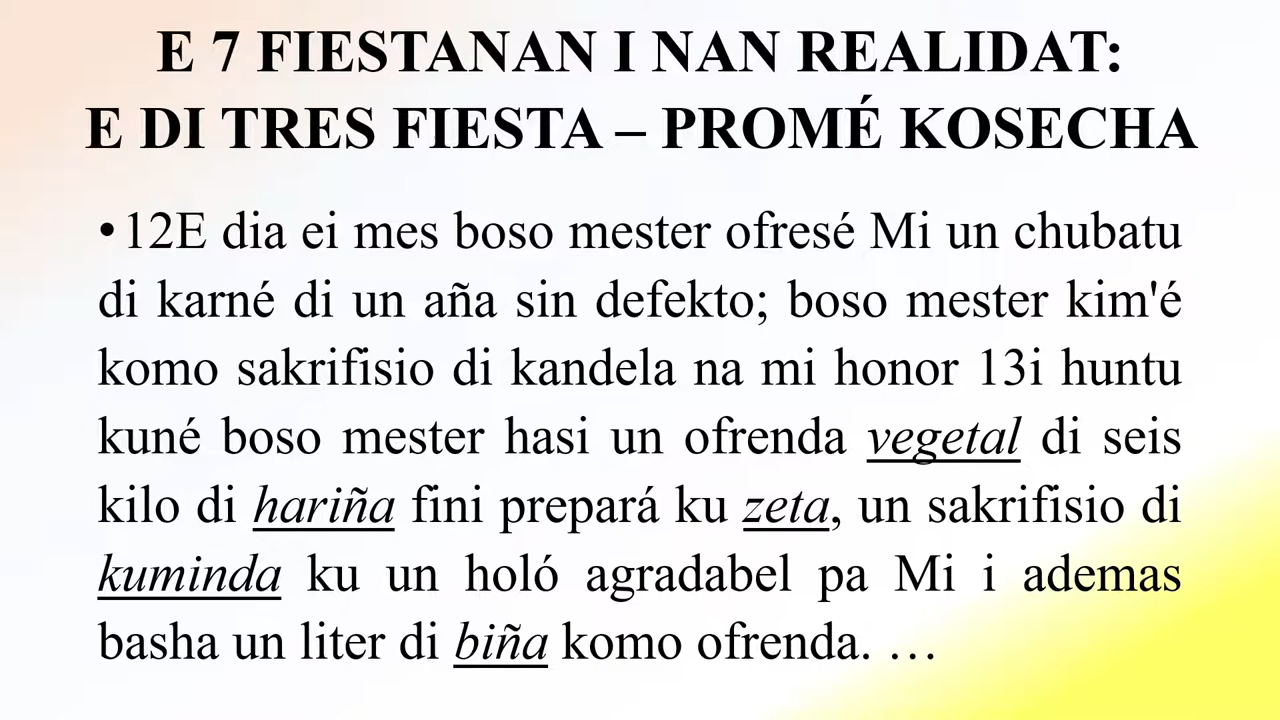 E 7 FIESTANAN I NAN REALIDAT:
E DI TRES FIESTA – PROMÉ KOSECHA
•12E dia ei mes boso mester ofresé Mi un chubatu
di karné di un aña sin defekto; boso mester kim'é
komo sakrifisio di kandela na mi honor 13i huntu
kuné boso mester hasi un ofrenda vegetal di seis
kilo di hariña fini prepará ku zeta, un sakrifisio di
kuminda ku un holó agradabel pa Mi i ademas
basha un liter di biña komo ofrenda. …